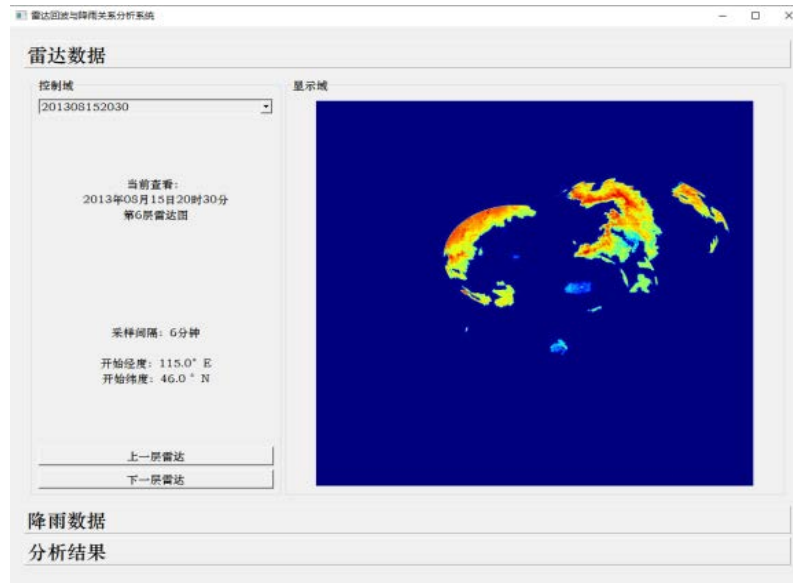 雷达回波与降雨关系分析系统
雷达数据
控制域
201308152030
当前查看:
2013年08月15日20时30分
第6层雷达图
采样间隔: 6分钟
开始经度: 115.0° E
开始纬度: 46.0 ° N
上一层雷达
下一层雷达
显示域
降雨数据
分析结果